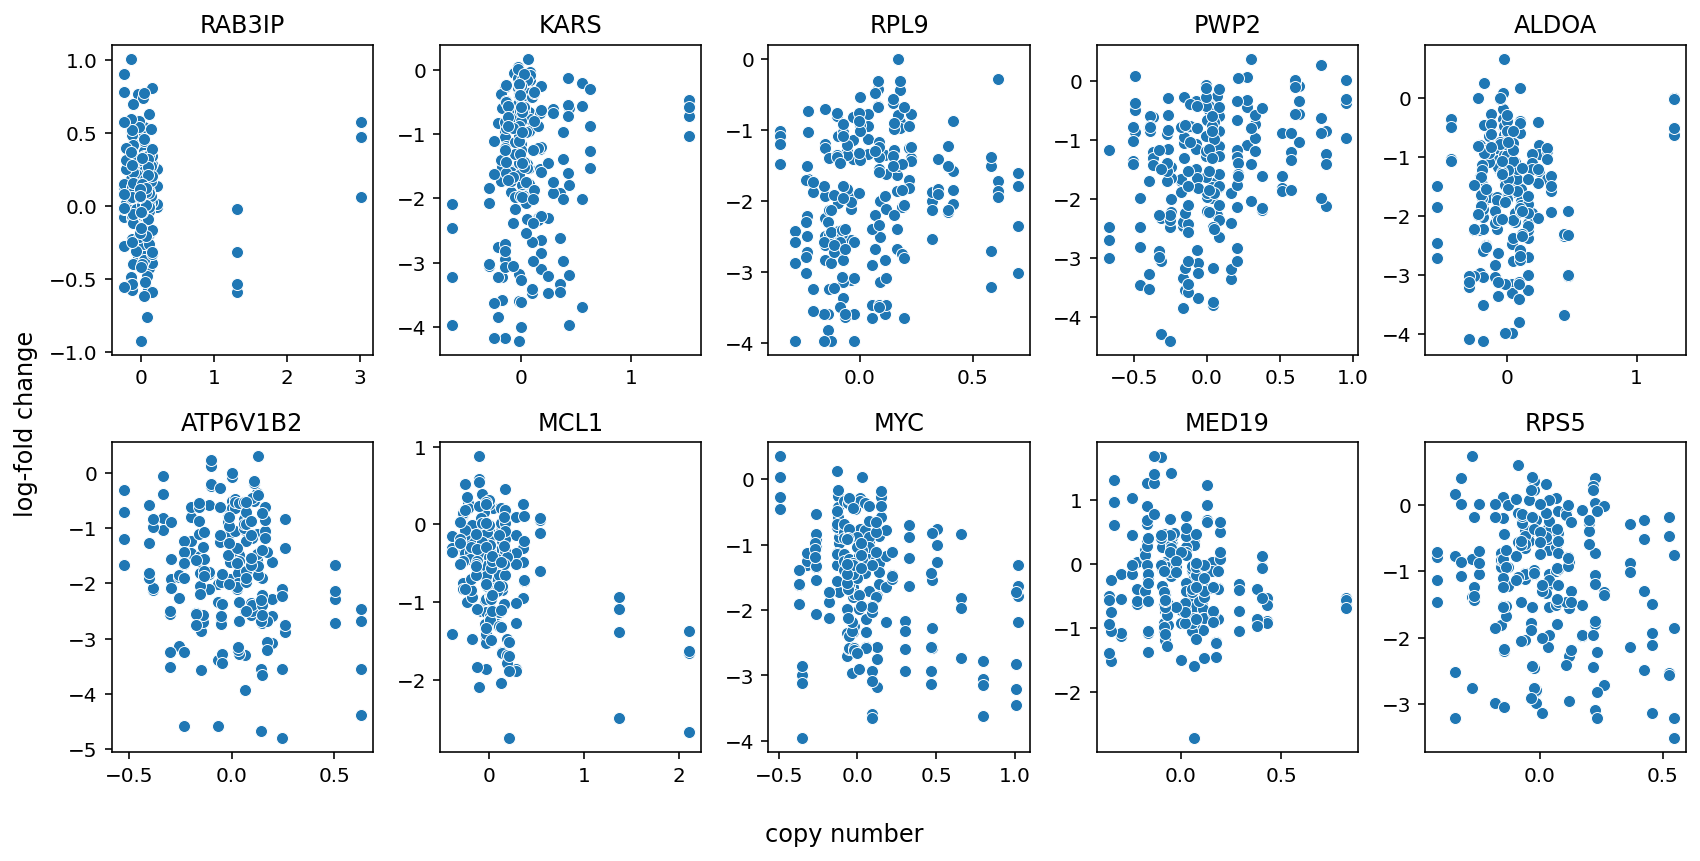 RAB3IP KARS RPL9 PWP2 ALDOA
1.0 0.5 0.0 −0.5 −1.0
0 1 2 3
0 −1 −2 −3 −4
0 1
0 −1 −2 −3 −4
0.0 0.5
0 −1 −2 −3 −4
−0.5 0.0 0.5 1.0
0 −1 −2 −3 −4
0 1
log-fold change
ATP6V1B2 MCL1 MYC MED19 RPS5
0 −1 −2 −3 −4 −5
−0.5 0.0 0.5
1 0 −1 −2
0 1 2
0 −1 −2 −3 −4
−0.5 0.0 0.5 1.0
1 0 −1 −2
0.0 0.5
0 −1 −2 −3
0.0 0.5
copy number